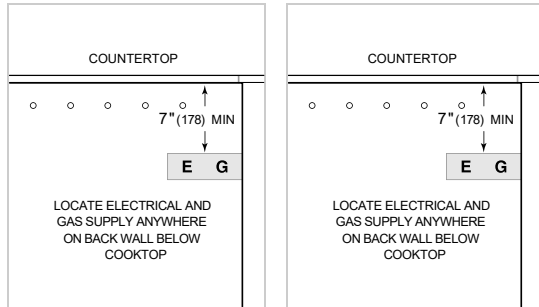 COUNTERTOP
7"(178) MIN
E G
LOCATE ELECTRICAL AND
GAS SUPPLY ANYWHERE
ON BACK WALL BELOW
COOKTOP
COUNTERTOP
7"(178) MIN
E G
LOCATE ELECTRICAL AND
GAS SUPPLY ANYWHERE
ON BACK WALL BELOW
COOKTOP